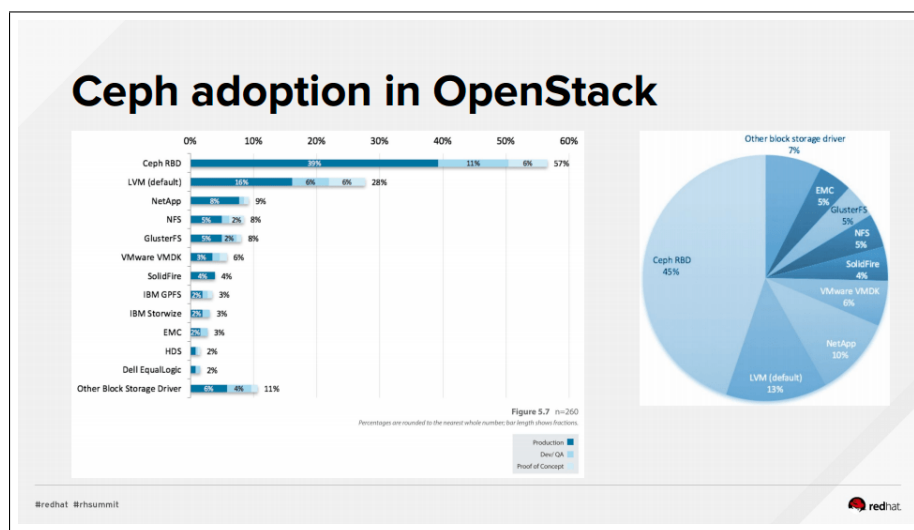 Ceph adoption in OpenStack
0% 10% 20% 30% 40% 50% 60%
Ceph RBD 39% 11% 6% 57%
LVM (default) 16% 6% 6% 28%
NetApp 8% 9%
NFS 5% 2% 8%
GlusterFS 5% 2% 8%
VMware VMDK 3% 6%
SolidFire 4% 4%
IBM GPFS 2% 3%
IBM Storwize 2% 3%
EMC 2% 3%
HDS 2%
Dell EqualLogic 2%
Other Block Storage Driver 6% 4% 11%
Figure 5.7 n=260
Percentages are rounded to the nearest whole number; bar length shows fractions.
Production
Dev/ QA
Proof of Concept
Other block storage driver
7%
EMC
5%
GlusterFS
5%
NFS
5%
SolidFire
4%
VMware VMDK
6%
NetApp
10%
LVM (default)
13%
Ceph RBD
45%
#redhat #rhsummit
redhat.